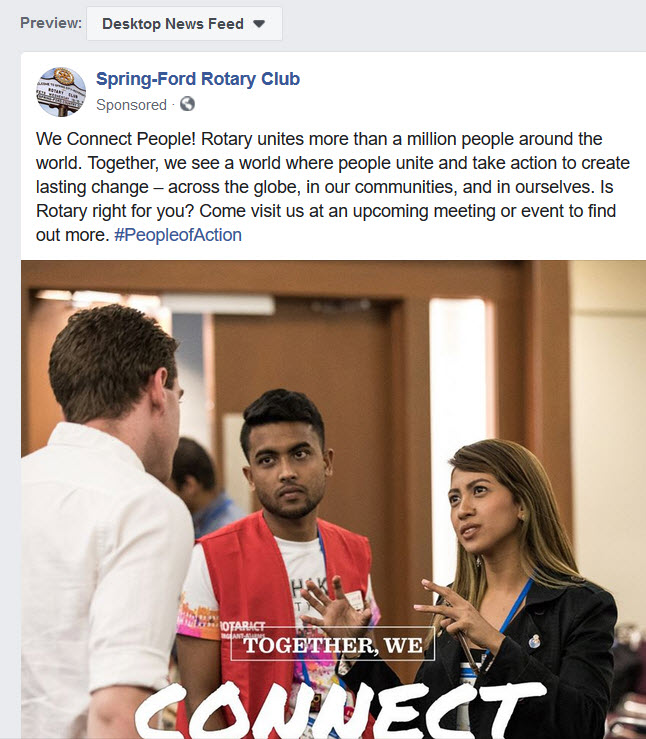 Preview: Desktop News Feed
Spring-Ford Rotary Club
Sponsored ·
We Connect People! Rotary unites more than a million people around the
world. Together, we see a world where people unite and take action to create
lasting change – across the globe, in our communities, and in ourselves. Is
Rotary right for you? Come visit us at an upcoming meeting or event to find
out more. #PeopleofAction
OTARACT
TOGETHER, WE
CONNECT